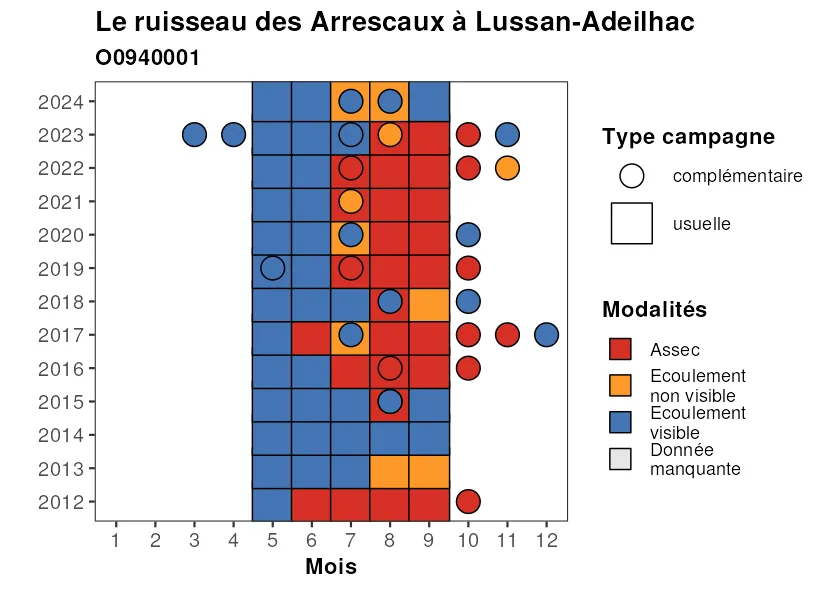 Le ruisseau des Arrescaux à Lussan-Adeilhac
O0940001
2024
2023
2022
2021
2020
2019
2018
2017
2016
2015
2014
2013
2012
1 2 3 4 5 6 7 8 9 10 11 12
Mois
Type campagne
complémentaire
usuelle
Modalités
Assec
Ecoulement
non visible
Ecoulement
visible
Donnée
manquante